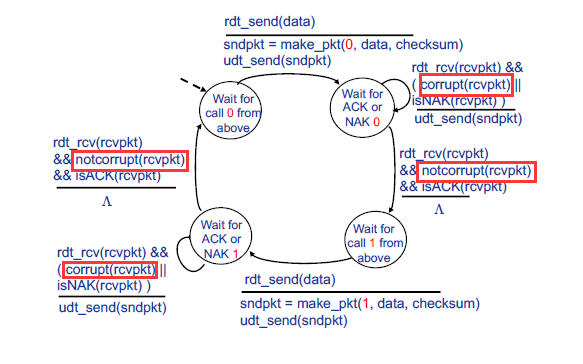 rdt_send(data)
sndpkt = make_pkt(0, data, checksum)
udt_send(sndpkt)
rdt_rcv(rcvpkt) &&
( corrupt(rcvpkt) ||
isNAK(rcvpkt) )
udt_send(sndpkt)
Wait for
call 0 from
above
Wait for
ACK or
NAK 0
rdt_rcv(rcvpkt)
&& notcorrupt(rcvpkt)
&& isACK(rcvpkt)
Λ
rdt_rcv(rcvpkt)
&& notcorrupt(rcvpkt)
&& isACK(rcvpkt)
Λ
Wait for
ACK or
NAK 1
Wait for
call 1 from
above
rdt_rcv(rcvpkt) &&
( corrupt(rcvpkt) ||
isNAK(rcvpkt) )
udt_send(sndpkt)
rdt_send(data)
sndpkt = make_pkt(1, data, checksum)
udt_send(sndpkt)